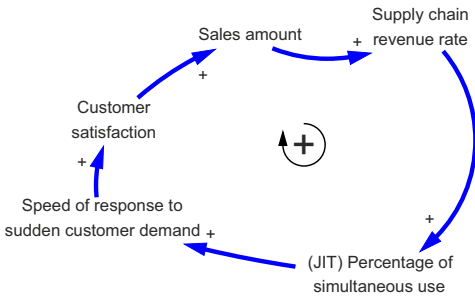 Supply chain
revenue rate
Sales amount
+
+
Customer
satisfaction
+
+
Speed of response to
sudden customer demand
+
+
(JIT) Percentage of
simultaneous use
+